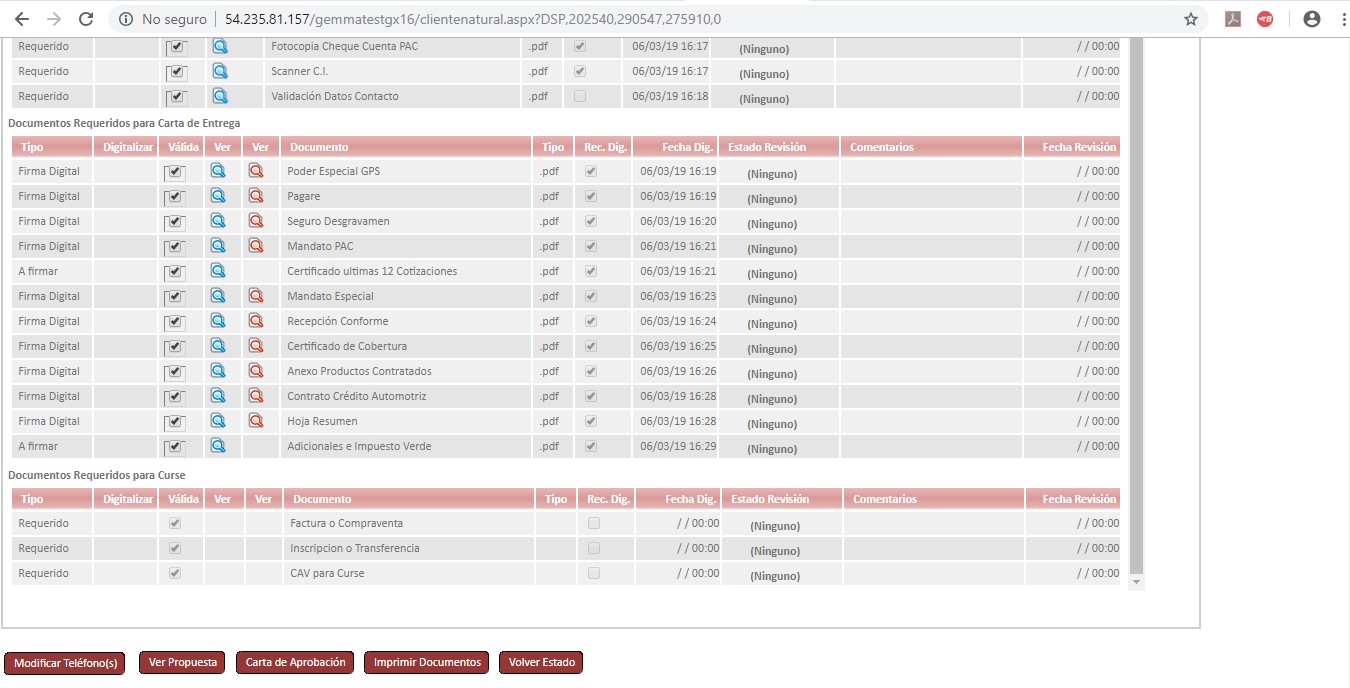 No seguro | 54.235.81.157/gemmatestgx16/clientenatural.aspx?DSP,202540,290547,275910,0
Requerido Fotocopia Cheque Cuenta PAC .pdf 06/03/19 16:17 (Ninguno) / / 00:00
Requerido Scanner C.I. .pdf 06/03/19 16:17 (Ninguno) / / 00:00
Requerido Validación Datos Contacto .pdf 06/03/19 16:18 (Ninguno) / / 00:00
Documentos Requeridos para Carta de Entrega
Tipo Digitalizar Válida Ver Ver Documento Tipo Rec. Dig. Fecha Dig. Estado Revisión Comentarios Fecha Revisión
Firma Digital Poder Especial GPS .pdf 06/03/19 16:19 (Ninguno) / / 00:00
Firma Digital Pagare .pdf 06/03/19 16:19 (Ninguno) / / 00:00
Firma Digital Seguro Desgravamen .pdf 06/03/19 16:20 (Ninguno) / / 00:00
Firma Digital Mandato PAC .pdf 06/03/19 16:21 (Ninguno) / / 00:00
A firmar Certificado ultimas 12 Cotizaciones .pdf 06/03/19 16:21 (Ninguno) / / 00:00
Firma Digital Mandato Especial .pdf 06/03/19 16:23 (Ninguno) / / 00:00
Firma Digital Recepción Conforme .pdf 06/03/19 16:24 (Ninguno) / / 00:00
Firma Digital Certificado de Cobertura .pdf 06/03/19 16:25 (Ninguno) / / 00:00
Firma Digital Anexo Productos Contratados .pdf 06/03/19 16:26 (Ninguno) / / 00:00
Firma Digital Contrato Crédito Automotriz .pdf 06/03/19 16:28 (Ninguno) / / 00:00
Firma Digital Hoja Resumen .pdf 06/03/19 16:28 (Ninguno) / / 00:00
A firmar Adicionales e Impuesto Verde .pdf 06/03/19 16:29 (Ninguno) / / 00:00
Documentos Requeridos para Curse
Tipo Digitalizar Válida Ver Ver Documento Tipo Rec. Dig. Fecha Dig. Estado Revisión Comentarios Fecha Revisión
Requerido Factura o Compraventa / / 00:00 (Ninguno) / / 00:00
Requerido Inscripcion o Transferencia / / 00:00 (Ninguno) / / 00:00
Requerido CAV para Curse / / 00:00 (Ninguno) / / 00:00
Modificar Teléfono(s) Ver Propuesta Carta de Aprobación Imprimir Documentos Volver Estado